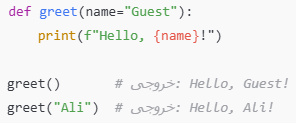 def greet(name="Guest"):
    print(f"Hello, {name}!")

greet()       # خروجی: Hello, Guest!
greet("Ali")  # خروجی: Hello, Ali!